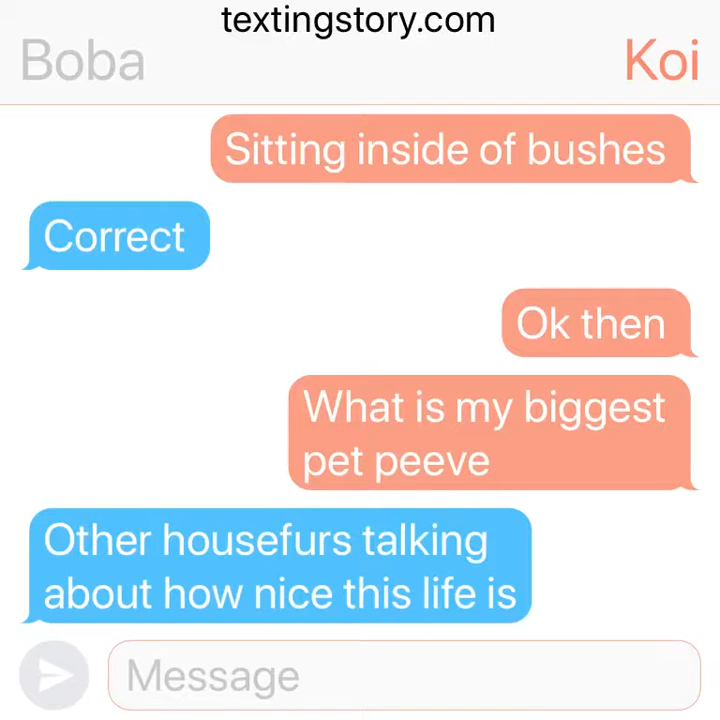 textingstory.com
Boba Koi
Sitting inside of bushes
Correct
Ok then
What is my biggest
pet peeve
Other housefurs talking
about how nice this life is
Message